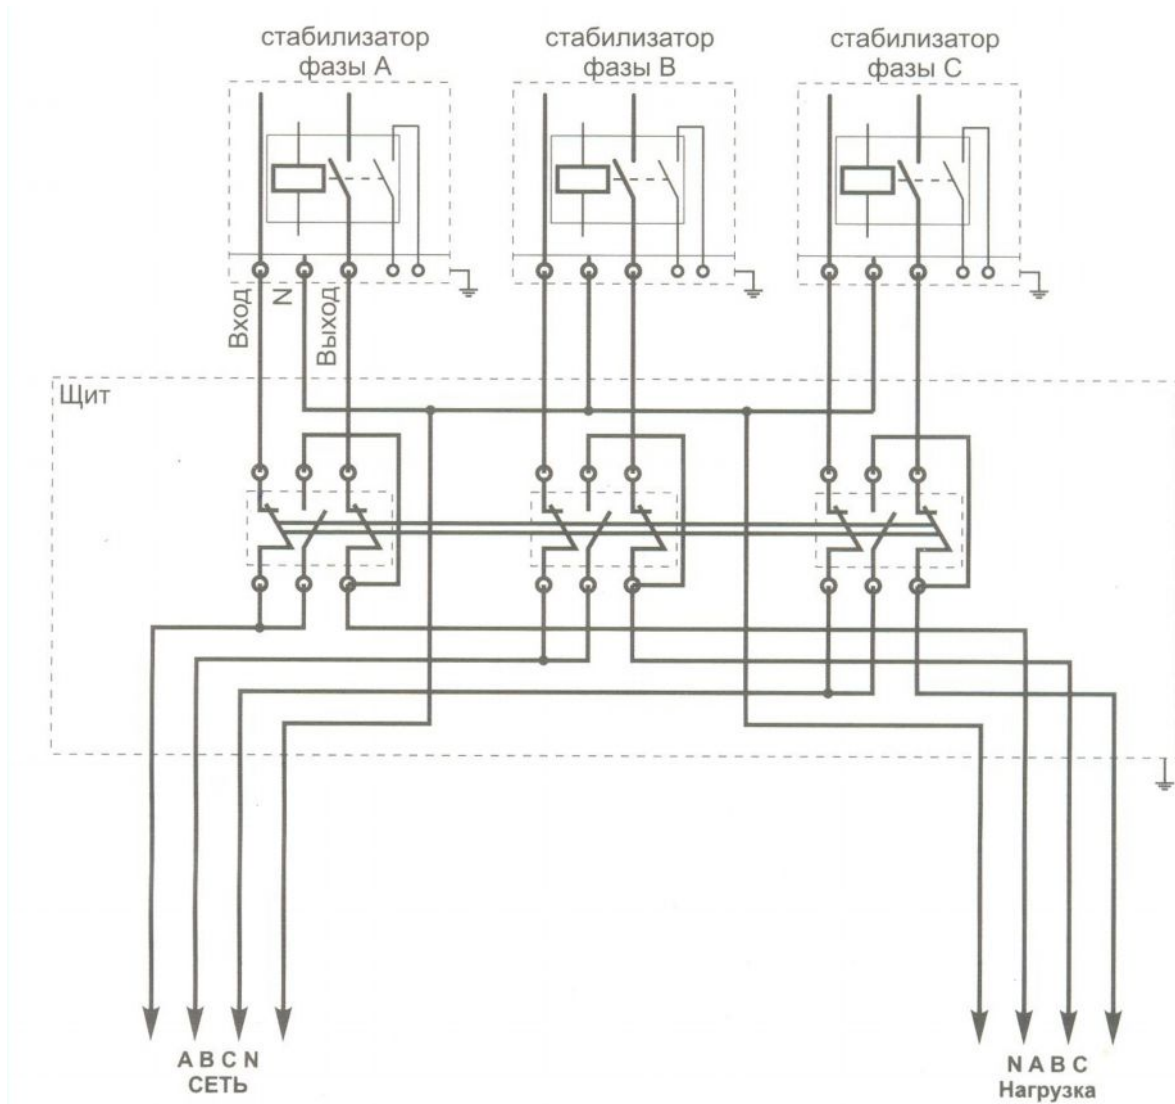 стабилизатор
фазы А
стабилизатор
фазы В
стабилизатор
фазы С
Вход
N
Выход
Щит
A B C N
СЕТЬ
N A B C
Нагрузка